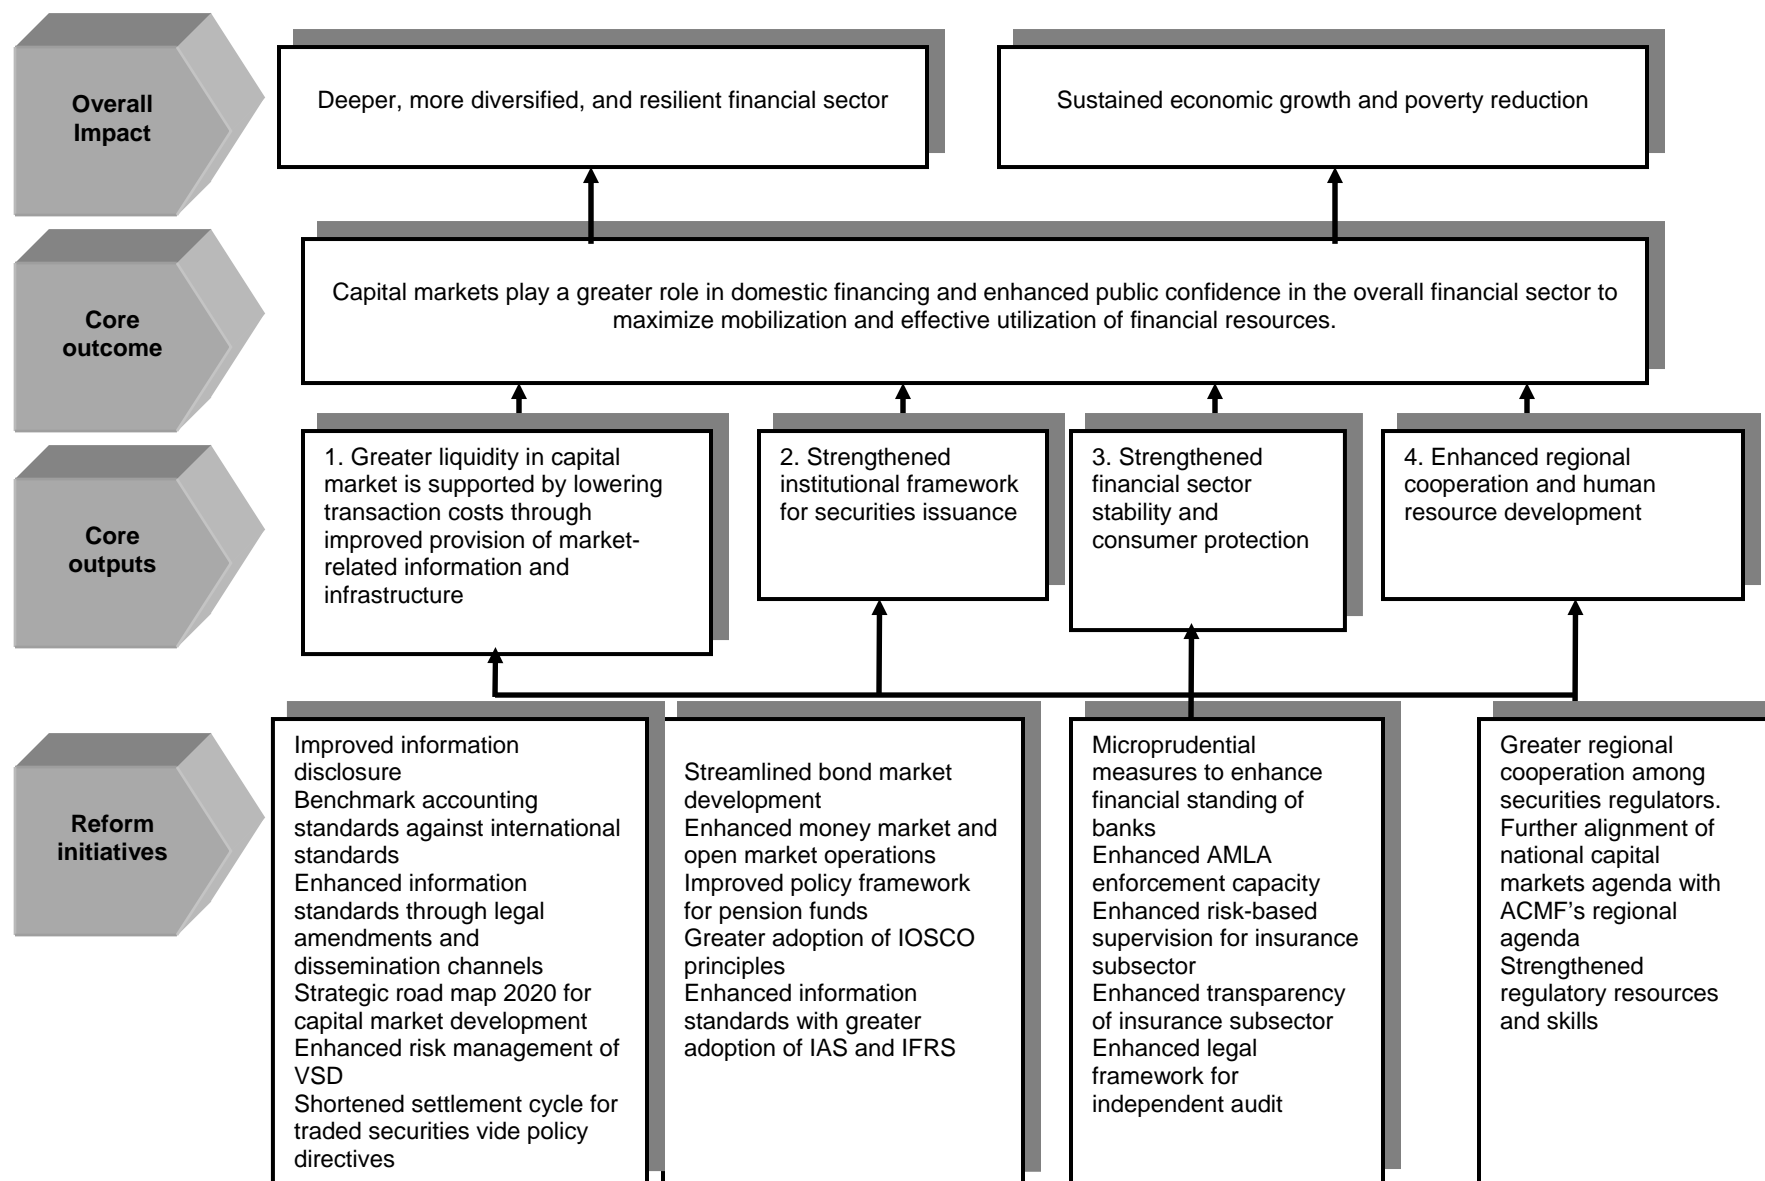 Overall
Impact
Deeper, more diversified, and resilient financial sector
Sustained economic growth and poverty reduction
Core
outcome
Capital markets play a greater role in domestic financing and enhanced public confidence in the overall financial sector to
maximize mobilization and effective utilization of financial resources.
Core
outputs
1. Greater liquidity in capital
market is supported by lowering
transaction costs through
improved provision of market-
related information and
infrastructure
2. Strengthened
institutional framework
for securities issuance
3. Strengthened
financial sector
stability and
consumer protection
4. Enhanced regional
cooperation and human
resource development
Reform
initiatives
Improved information
disclosure
Benchmark accounting
standards against international
standards
Enhanced information
standards through legal
amendments and
dissemination channels
Strategic road map 2020 for
capital market development
Enhanced risk management of
VSD
Shortened settlement cycle for
traded securities vide policy
directives
Streamlined bond market
development
Enhanced money market and
open market operations
Improved policy framework
for pension funds
Greater adoption of IOSCO
principles
Enhanced information
standards with greater
adoption of IAS and IFRS
Microprudential
measures to enhance
financial standing of
banks
Enhanced AMLA
enforcement capacity
Enhanced risk-based
supervision for insurance
subsector
Enhanced transparency
of insurance subsector
Enhanced legal
framework for
independent audit
Greater regional
cooperation among
securities regulators.
Further alignment of
national capital
markets agenda with
ACMF's regional
agenda
Strengthened
regulatory resources
and skills